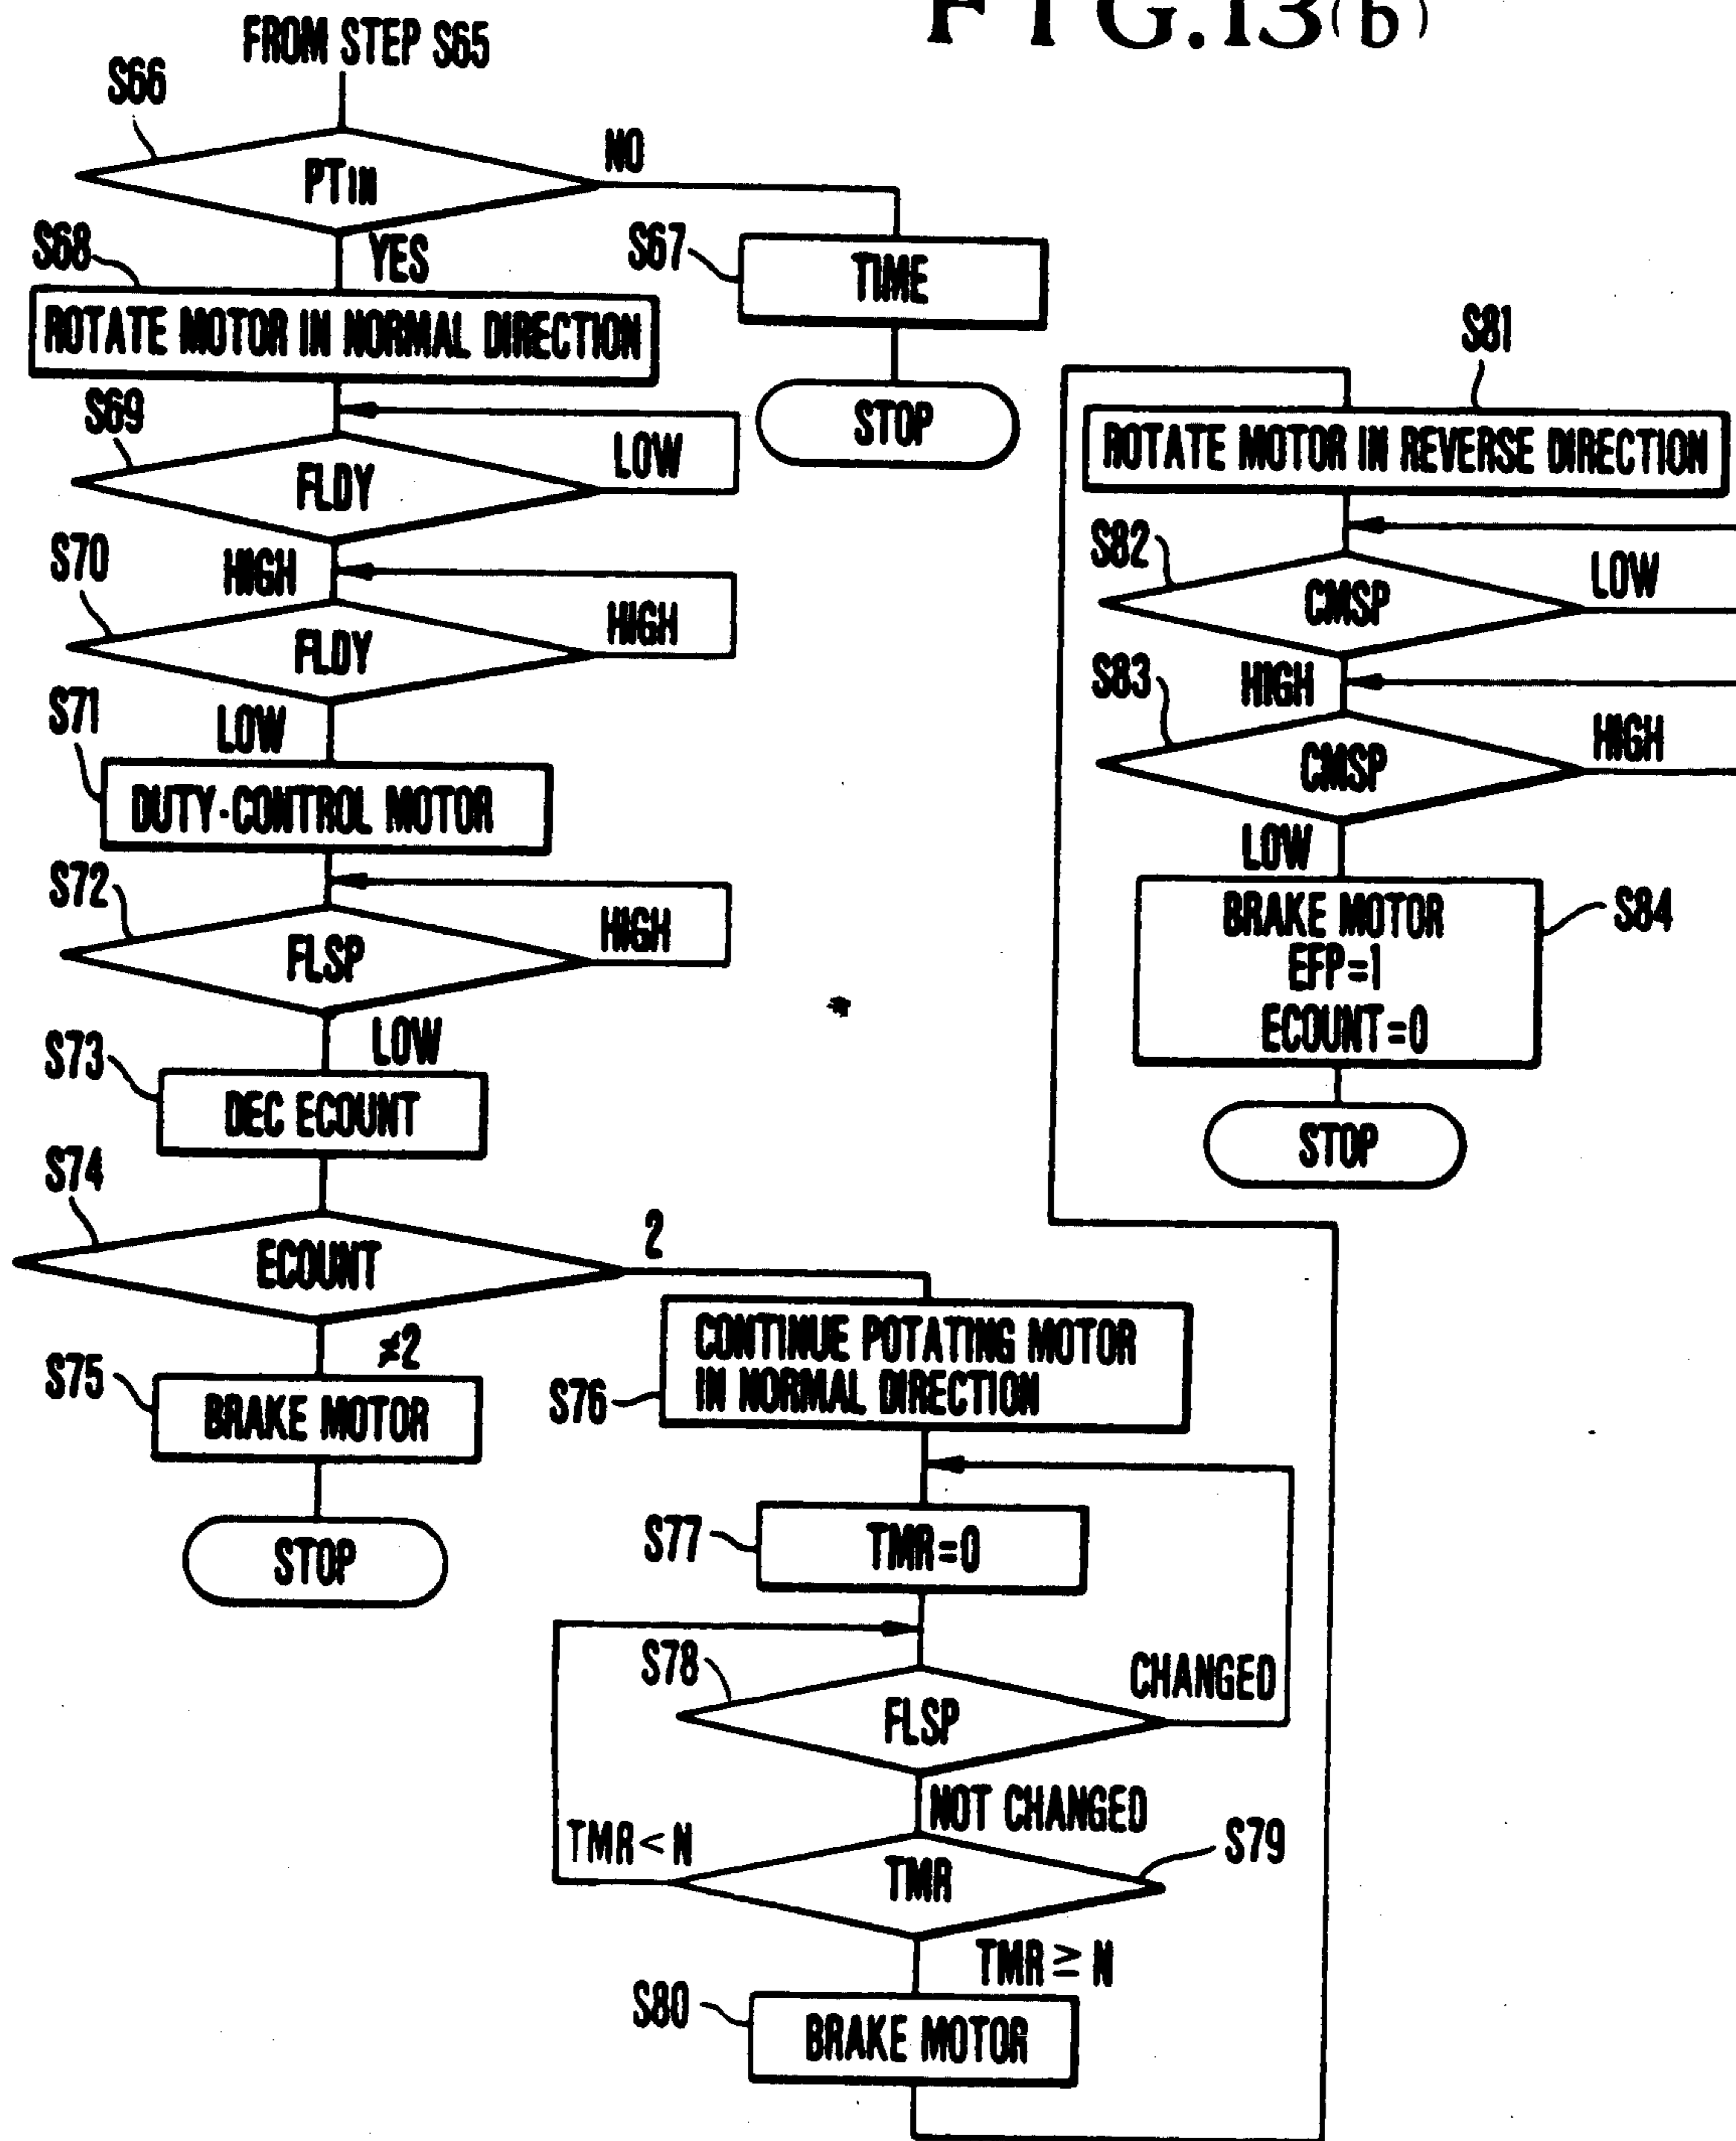 FIG.13(b)
FROM STEP S65
S66
PTIN
NO
YES
S67
TIME
STOP
S68
ROTATE MOTOR IN NORMAL DIRECTION
S69
FLDY
LOW
HIGH
S70
FLDY
HIGH
LOW
S71
DUTY-CONTROL MOTOR
S72
FLSP
HIGH
LOW
S73
DEC ECOUNT
S74
ECOUNT
2
≠2
S75
BRAKE MOTOR
STOP
S76
CONTINUE POTATING MOTOR
IN NORMAL DIRECTION
S77
TMR=0
S78
FLSP
CHANGED
NOT CHANGED
S79
TMR
TMR<N
TMR≥N
S80
BRAKE MOTOR
S81
ROTATE MOTOR IN REVERSE DIRECTION
S82
CMSP
LOW
HIGH
S83
CMSP
HIGH
LOW
S84
BRAKE MOTOR
EFP=1
ECOUNT=0
STOP